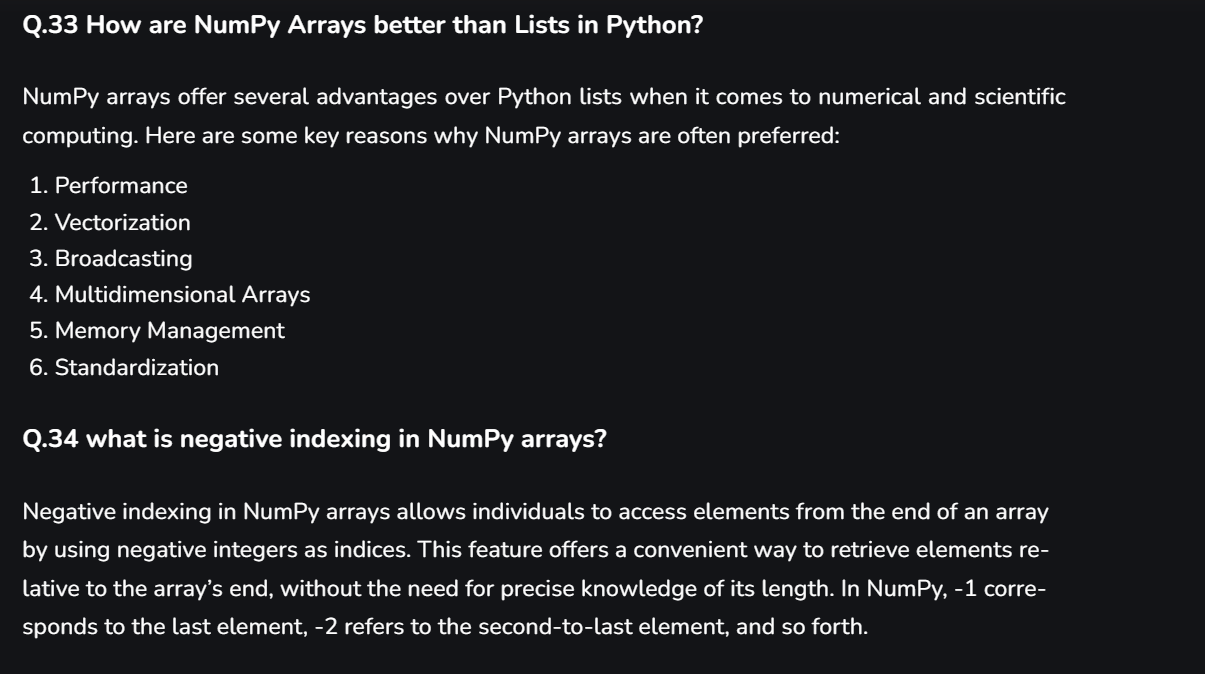 Q.33 How are NumPy Arrays better than Lists in Python?
NumPy arrays offer several advantages over Python lists when it comes to numerical and scientific
computing. Here are some key reasons why NumPy arrays are often preferred:
1. Performance
2. Vectorization
3. Broadcasting
4. Multidimensional Arrays
5. Memory Management
6. Standardization
Q.34 what is negative indexing in NumPy arrays?
Negative indexing in NumPy arrays allows individuals to access elements from the end of an array
by using negative integers as indices. This feature offers a convenient way to retrieve elements re-
lative to the array’s end, without the need for precise knowledge of its length. In NumPy, -1 corre-
sponds to the last element, -2 refers to the second-to-last element, and so forth.